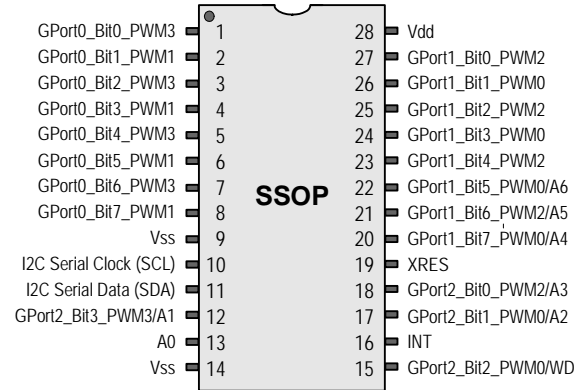 GPort0_Bit0_PWM3 1 28 Vdd
GPort0_Bit1_PWM1 2 27 GPort1_Bit0_PWM2
GPort0_Bit2_PWM3 3 26 GPort1_Bit1_PWM0
GPort0_Bit3_PWM1 4 25 GPort1_Bit2_PWM2
GPort0_Bit4_PWM3 5 24 GPort1_Bit3_PWM0
GPort0_Bit5_PWM1 6 23 GPort1_Bit4_PWM2
GPort0_Bit6_PWM3 7 22 GPort1_Bit5_PWM0/A6
SSOP
GPort0_Bit7_PWM1 8 21 GPort1_Bit6_PWM2/A5
Vss 9 20 GPort1_Bit7_PWM0/A4
I2C Serial Clock (SCL) 10 19 XRES
I2C Serial Data (SDA) 11 18 GPort2_Bit0_PWM2/A3
GPort2_Bit3_PWM3/A1 12 17 GPort2_Bit1_PWM0/A2
A0 13 16 INT
Vss 14 15 GPort2_Bit2_PWM0/WD